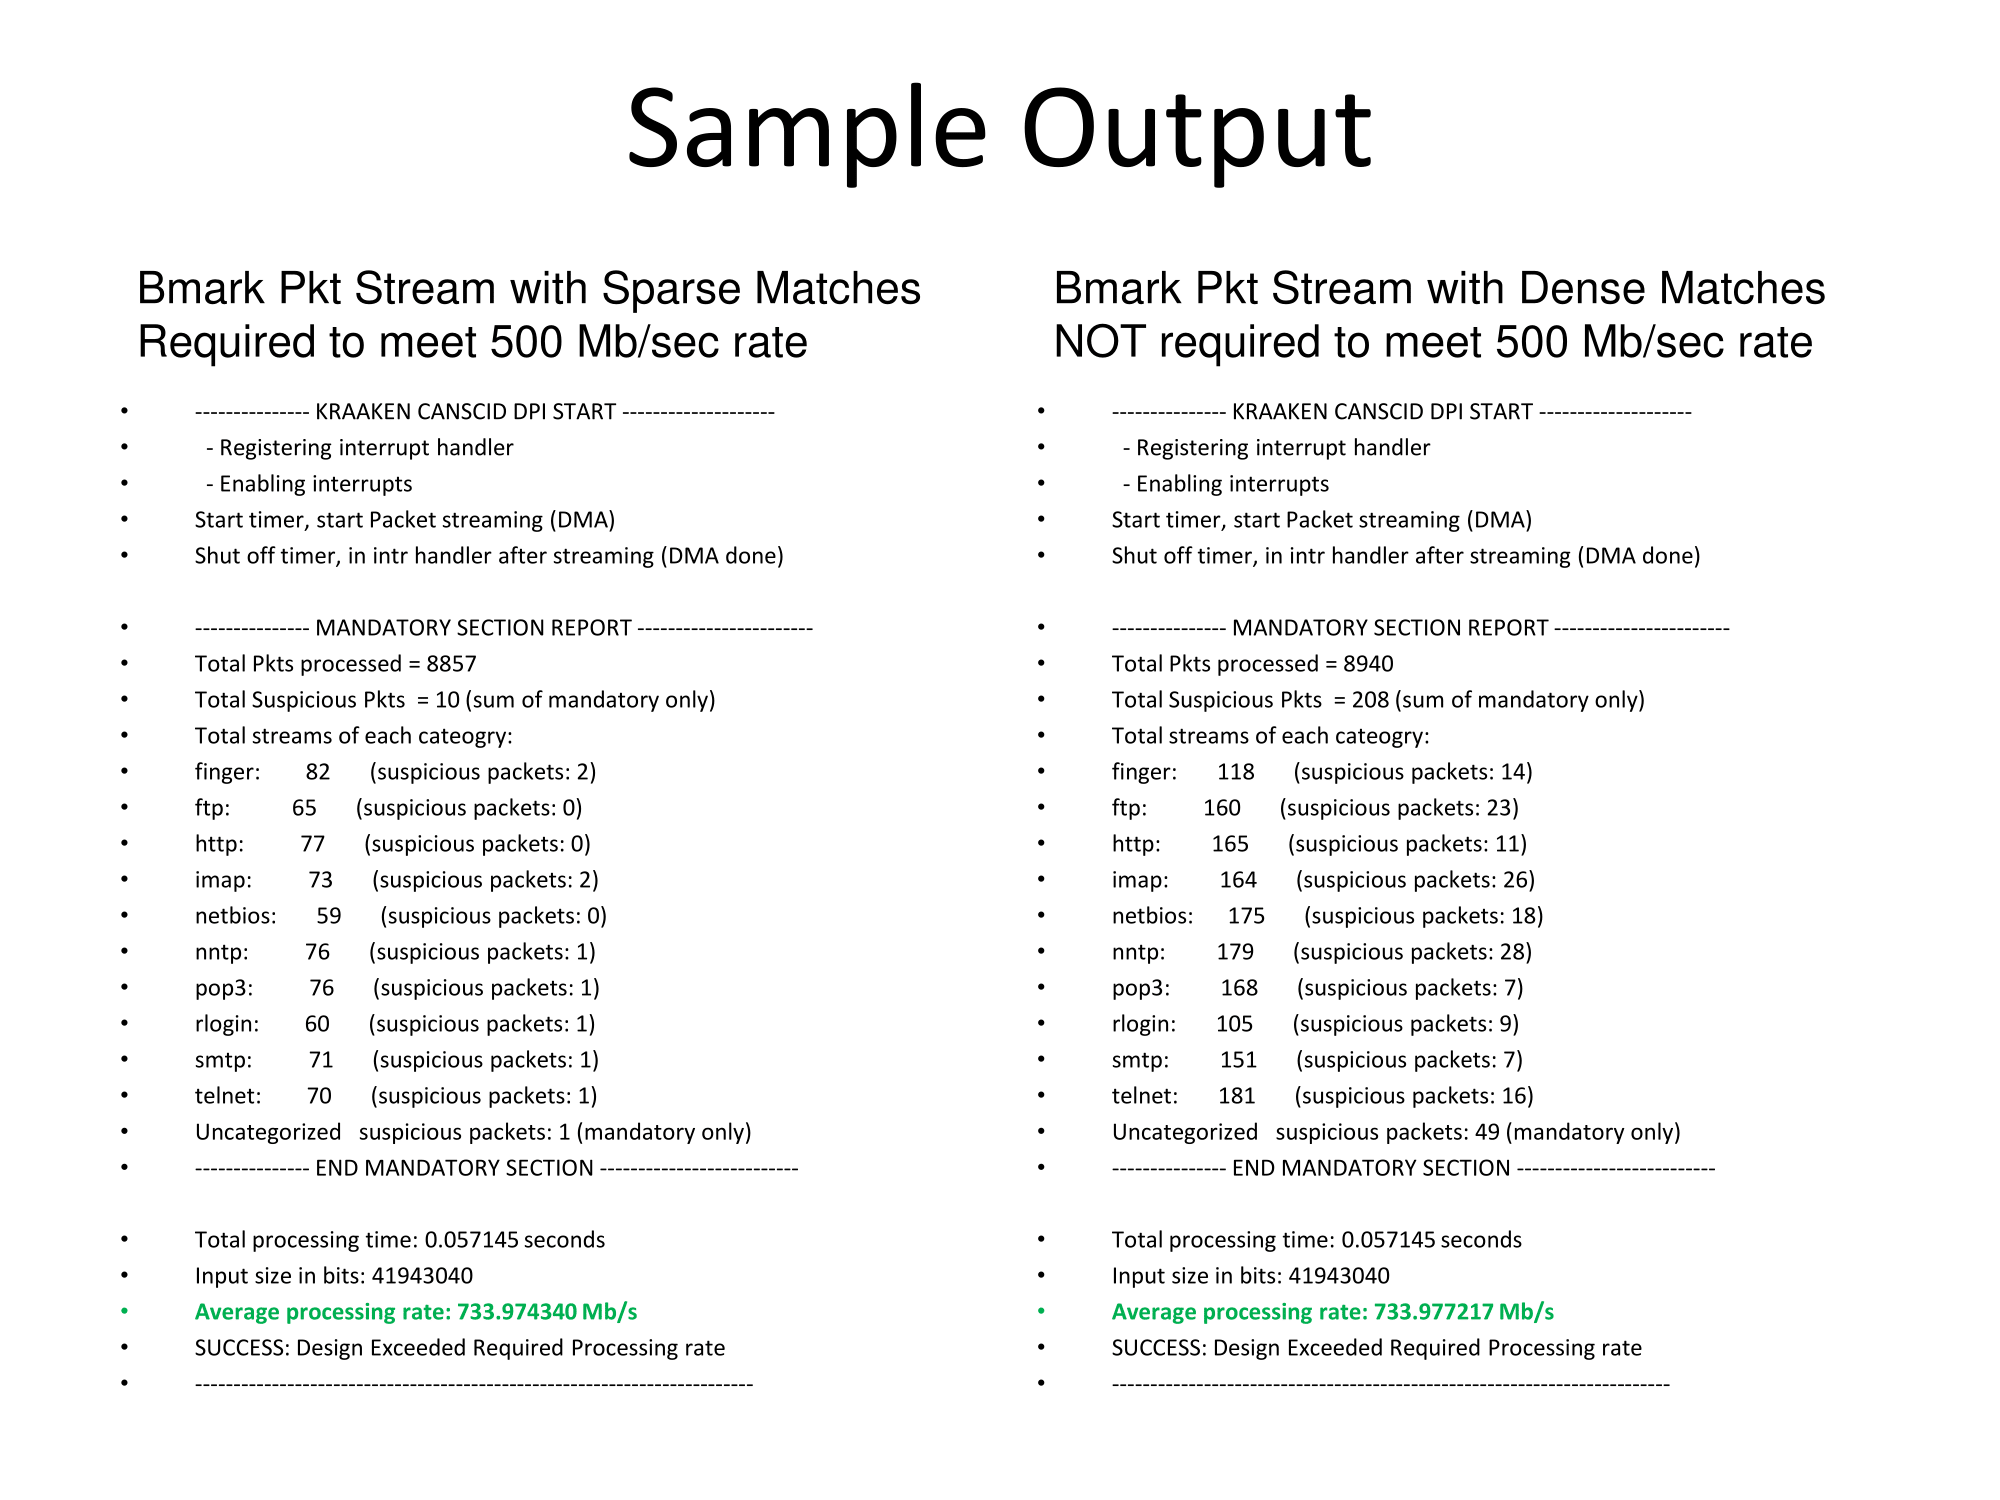 Sample Output
Bmark Pkt Stream with Sparse Matches
Required to meet 500 Mb/sec rate
• --------------- KRAAKEN CANSCID DPI START --------------------
• - Registering interrupt handler
• - Enabling interrupts
• Start timer, start Packet streaming (DMA)
• Shut off timer, in intr handler after streaming (DMA done)
• --------------- MANDATORY SECTION REPORT -----------------------
• Total Pkts processed = 8857
• Total Suspicious Pkts  = 10 (sum of mandatory only)
• Total streams of each cateogry:
• finger: 82 (suspicious packets: 2)
• ftp: 65 (suspicious packets: 0)
• http: 77 (suspicious packets: 0)
• imap: 73 (suspicious packets: 2)
• netbios: 59 (suspicious packets: 0)
• nntp: 76 (suspicious packets: 1)
• pop3: 76 (suspicious packets: 1)
• rlogin: 60 (suspicious packets: 1)
• smtp: 71 (suspicious packets: 1)
• telnet: 70 (suspicious packets: 1)
• Uncategorized suspicious packets: 1 (mandatory only)
• --------------- END MANDATORY SECTION --------------------------
• Total processing time: 0.057145 seconds
• Input size in bits: 41943040
• Average processing rate: 733.974340 Mb/s
• SUCCESS: Design Exceeded Required Processing rate
• -------------------------------------------------------------------------
Bmark Pkt Stream with Dense Matches
NOT required to meet 500 Mb/sec rate
• --------------- KRAAKEN CANSCID DPI START --------------------
• - Registering interrupt handler
• - Enabling interrupts
• Start timer, start Packet streaming (DMA)
• Shut off timer, in intr handler after streaming (DMA done)
• --------------- MANDATORY SECTION REPORT -----------------------
• Total Pkts processed = 8940
• Total Suspicious Pkts  = 208 (sum of mandatory only)
• Total streams of each cateogry:
• finger: 118 (suspicious packets: 14)
• ftp: 160 (suspicious packets: 23)
• http: 165 (suspicious packets: 11)
• imap: 164 (suspicious packets: 26)
• netbios: 175 (suspicious packets: 18)
• nntp: 179 (suspicious packets: 28)
• pop3: 168 (suspicious packets: 7)
• rlogin: 105 (suspicious packets: 9)
• smtp: 151 (suspicious packets: 7)
• telnet: 181 (suspicious packets: 16)
• Uncategorized suspicious packets: 49 (mandatory only)
• --------------- END MANDATORY SECTION --------------------------
• Total processing time: 0.057145 seconds
• Input size in bits: 41943040
• Average processing rate: 733.977217 Mb/s
• SUCCESS: Design Exceeded Required Processing rate
• -------------------------------------------------------------------------